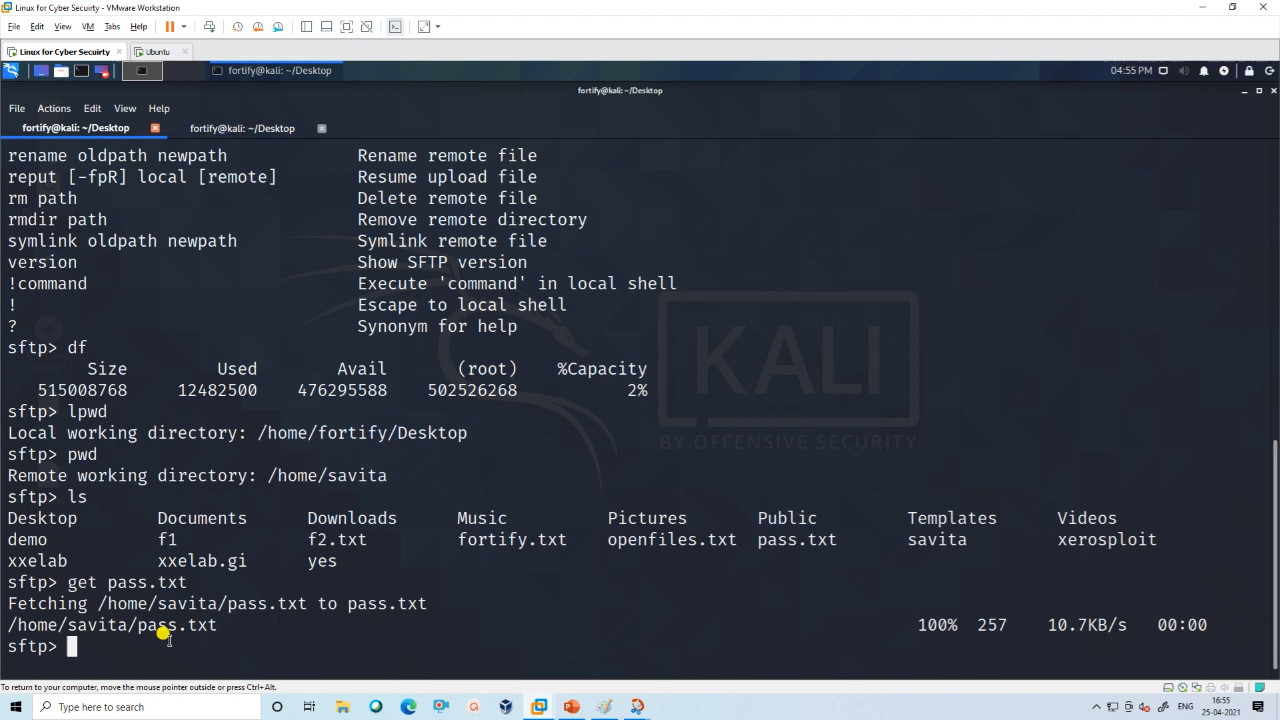 Linux for Cyber Secuirty - VMware Workstation
File Edit View VM Tabs Help
Linux for Cyber Secuirty Ubuntu
fortify@kali: ~/Desktop 04:55 PM
fortify@kali: ~/Desktop
File Actions Edit View Help
fortify@kali: ~/Desktop fortify@kali: ~/Desktop
rename oldpath newpath Rename remote file
reput [-fpR] local [remote] Resume upload file
rm path Delete remote file
rmdir path Remove remote directory
symlink oldpath newpath Symlink remote file
version Show SFTP version
!command Execute 'command' in local shell
! Escape to local shell
? Synonym for help
sftp> df
Size Used Avail (root) %Capacity
515008768 12482500 476295588 502526268 2%
sftp> lpwd
Local working directory: /home/fortify/Desktop
sftp> pwd
Remote working directory: /home/savita
sftp> ls
Desktop Documents Downloads Music Pictures Public Templates Videos
demo f1 f2.txt fortify.txt openfiles.txt pass.txt savita xerosploit
xxelab xxelab.gi yes
sftp> get pass.txt
Fetching /home/savita/pass.txt to pass.txt
/home/savita/pass.txt 100% 257 10.7KB/s 00:00
sftp>
KALI
BY OFFENSIVE SECURITY
To return to your computer, move the mouse pointer outside or press Ctrl+Alt.
Type here to search
ENG
16:55
25-04-2021